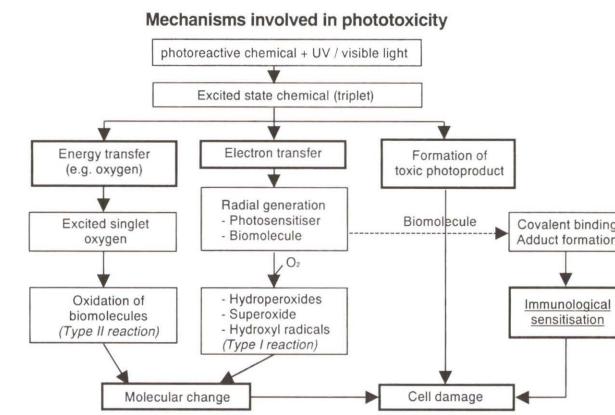 Mechanisms involved in phototoxicity
photoreactive chemical + UV / visible light
Excited state chemical (triplet)
Energy transfer
(e.g. oxygen)
Electron transfer
Formation of
toxic photoproduct
Excited singlet
oxygen
Radial generation
- Photosensitiser
- Biomolecule
Biomolecule
Covalent binding
Adduct formation
O₂
Oxidation of
biomolecules
(Type II reaction)
- Hydroperoxides
- Superoxide
- Hydroxyl radicals
(Type I reaction)
Immunological
sensitisation
Molecular change
Cell damage